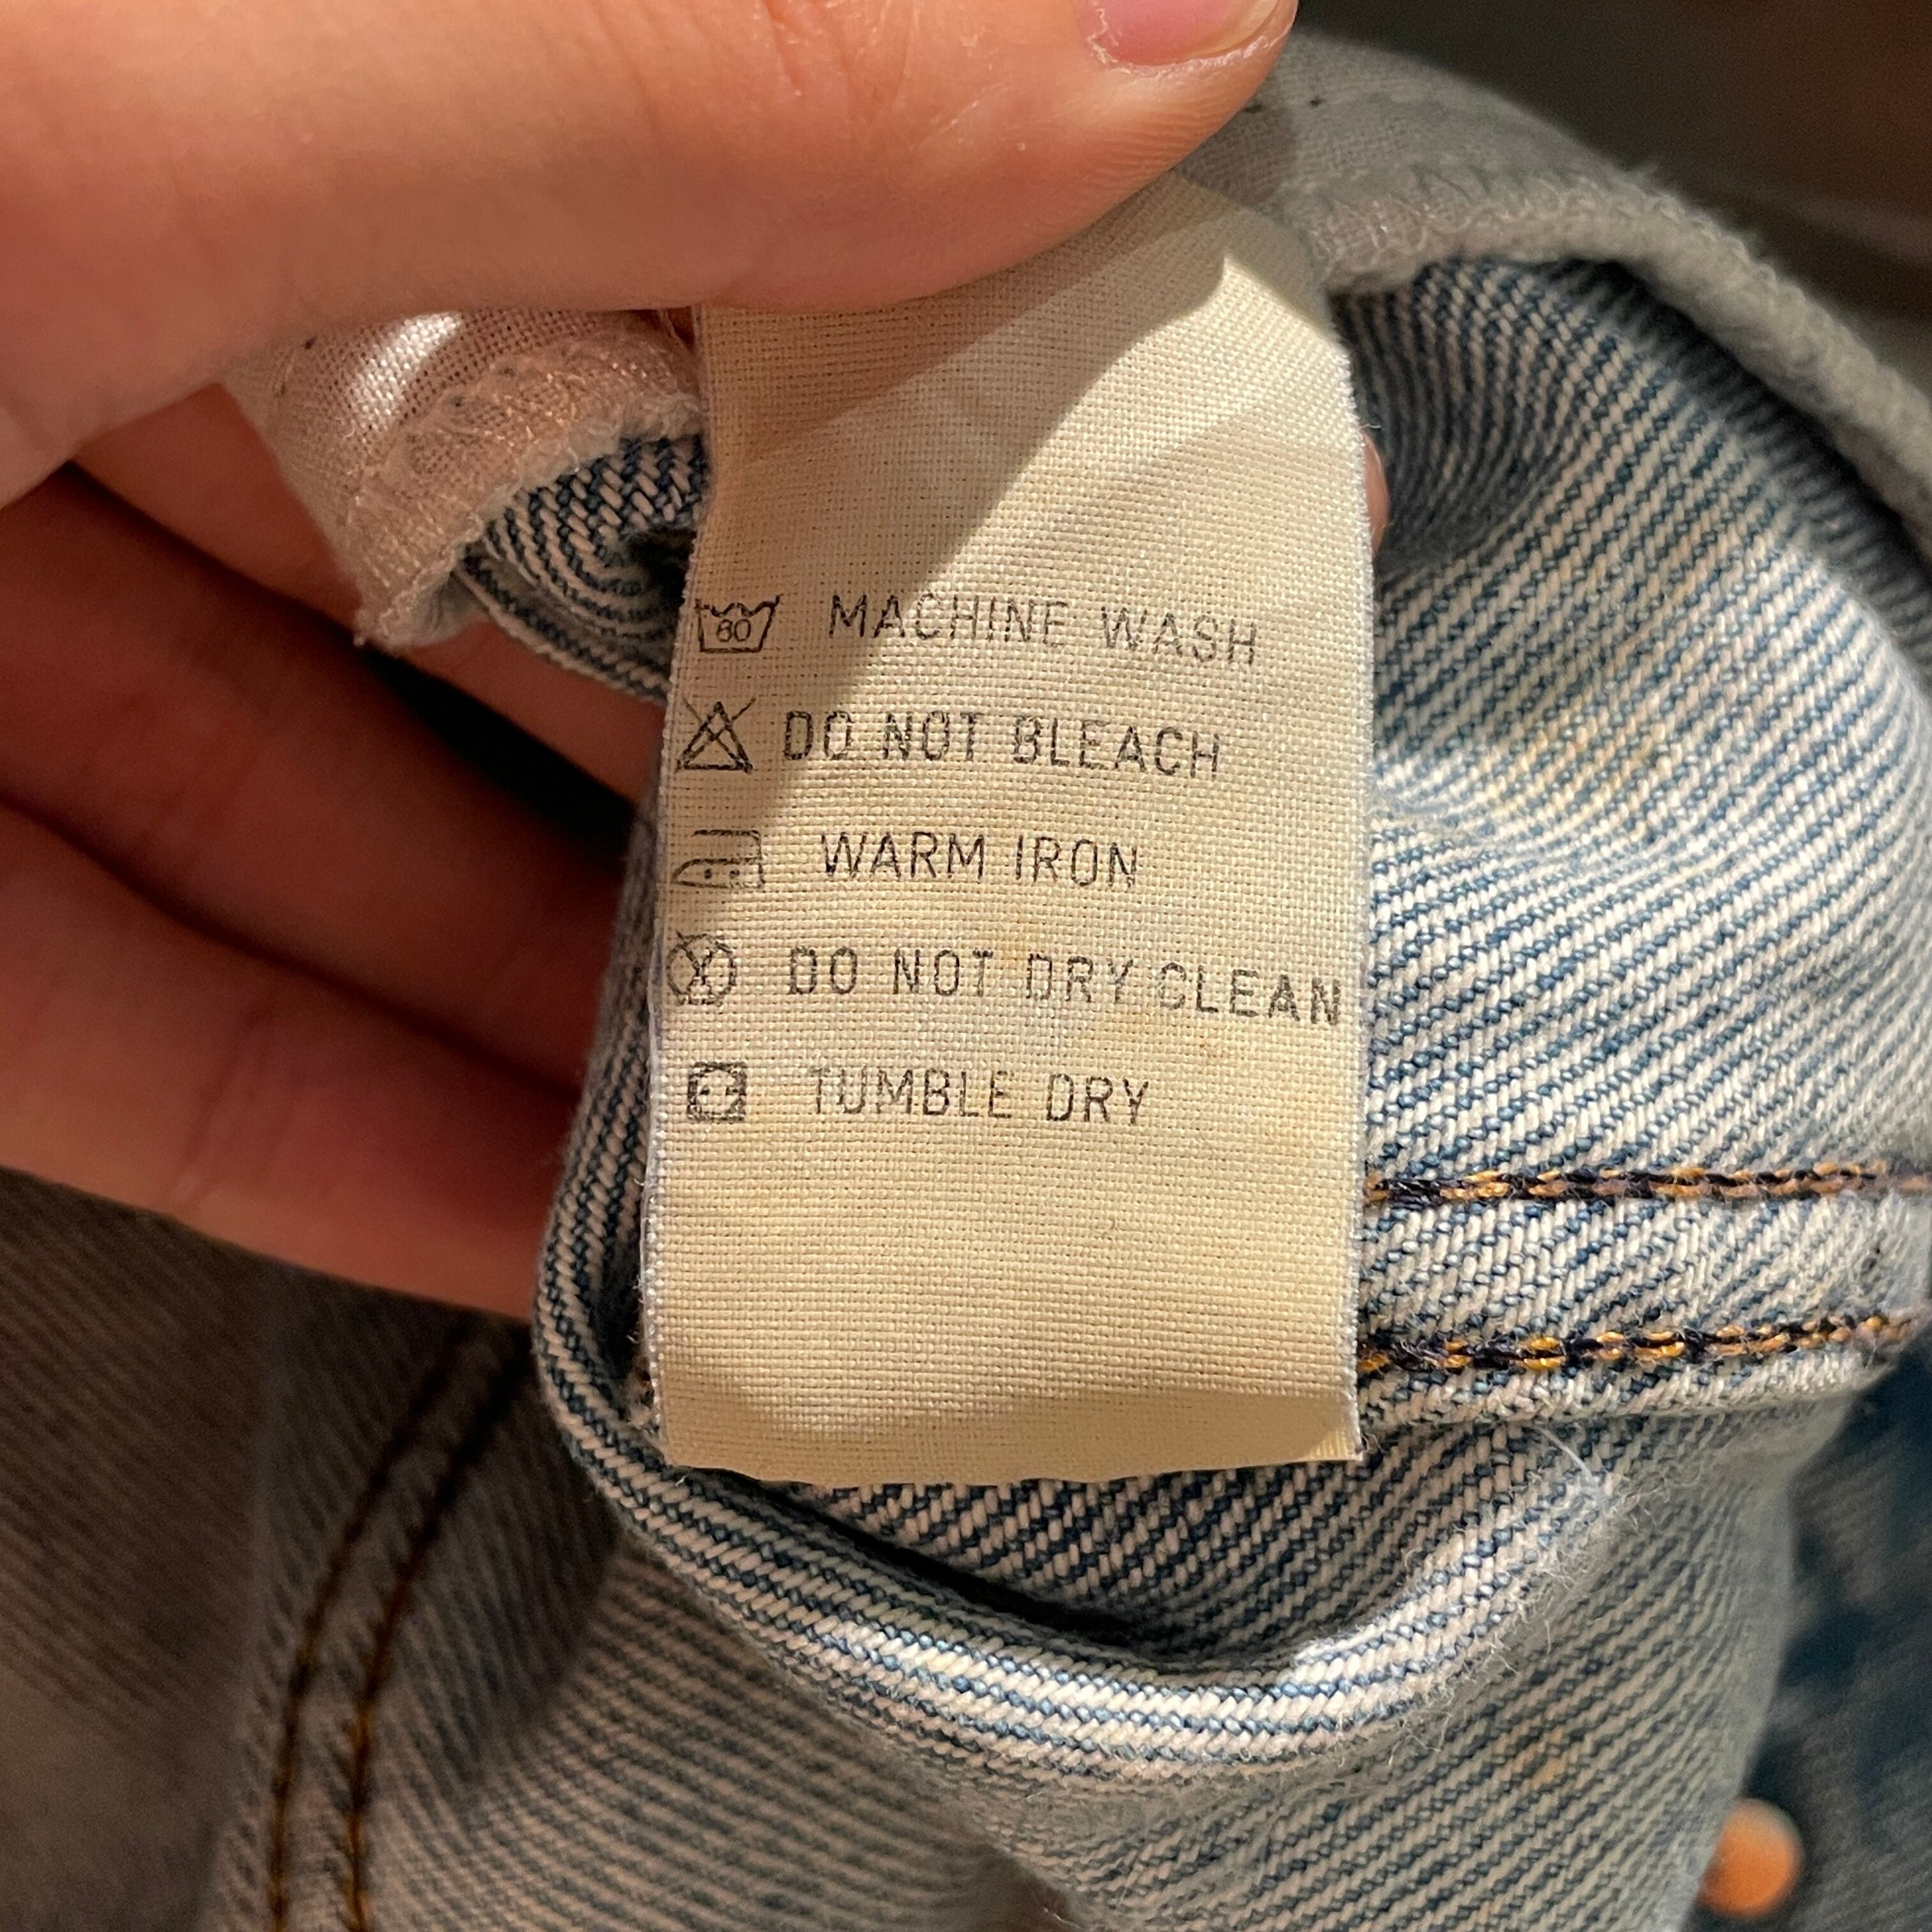 60 MACHINE WASH
DO NOT BLEACH
WARM IRON
DO NOT DRY CLEAN
TUMBLE DRY